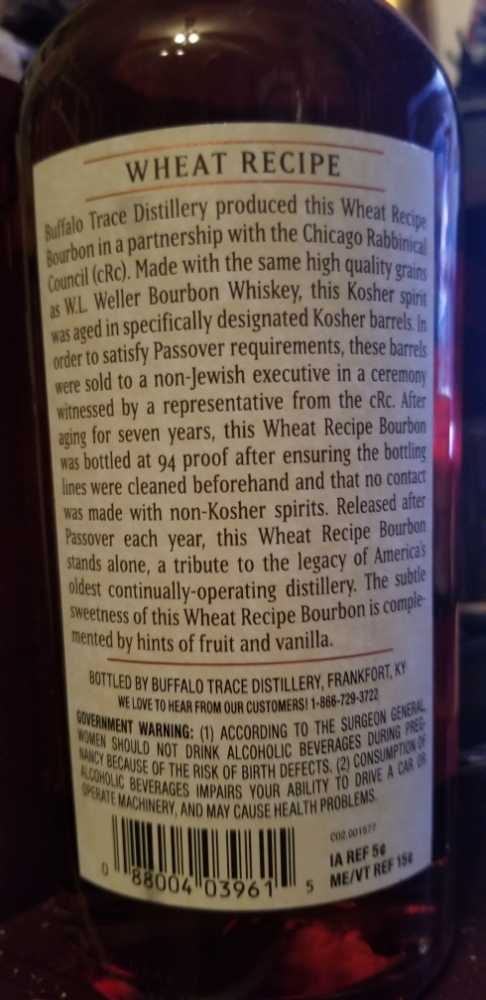 WHEAT RECIPE
Buffalo Trace Distillery produced this Wheat Recipe
Bourbon in a partnership with the Chicago Rabbinical
Council (cRc). Made with the same high quality grains
as W.L. Weller Bourbon Whiskey, this Kosher spirit
was aged in specifically designated Kosher barrels. In
order to satisfy Passover requirements, these barrels
were sold to a non-Jewish executive in a ceremony
witnessed by a representative from the cRc. After
aging for seven years, this Wheat Recipe Bourbon
was bottled at 94 proof after ensuring the bottling
lines were cleaned beforehand and that no contact
was made with non-Kosher spirits. Released after
Passover each year, this Wheat Recipe Bourbon
stands alone, a tribute to the legacy of America's
oldest continually-operating distillery. The subtle
sweetness of this Wheat Recipe Bourbon is comple-
mented by hints of fruit and vanilla.
BOTTLED BY BUFFALO TRACE DISTILLERY, FRANKFORT, KY
WE LOVE TO HEAR FROM OUR CUSTOMERS! 1-866-729-3722
GOVERNMENT WARNING: (1) ACCORDING TO THE SURGEON GENERAL,
WOMEN SHOULD NOT DRINK ALCOHOLIC BEVERAGES DURING PREG-
NANCY BECAUSE OF THE RISK OF BIRTH DEFECTS. (2) CONSUMPTION OF
ALCOHOLIC BEVERAGES IMPAIRS YOUR ABILITY TO DRIVE A CAR OR
OPERATE MACHINERY, AND MAY CAUSE HEALTH PROBLEMS.
0 88004 03961 5
IA REF 5¢
ME/VT REF 15¢